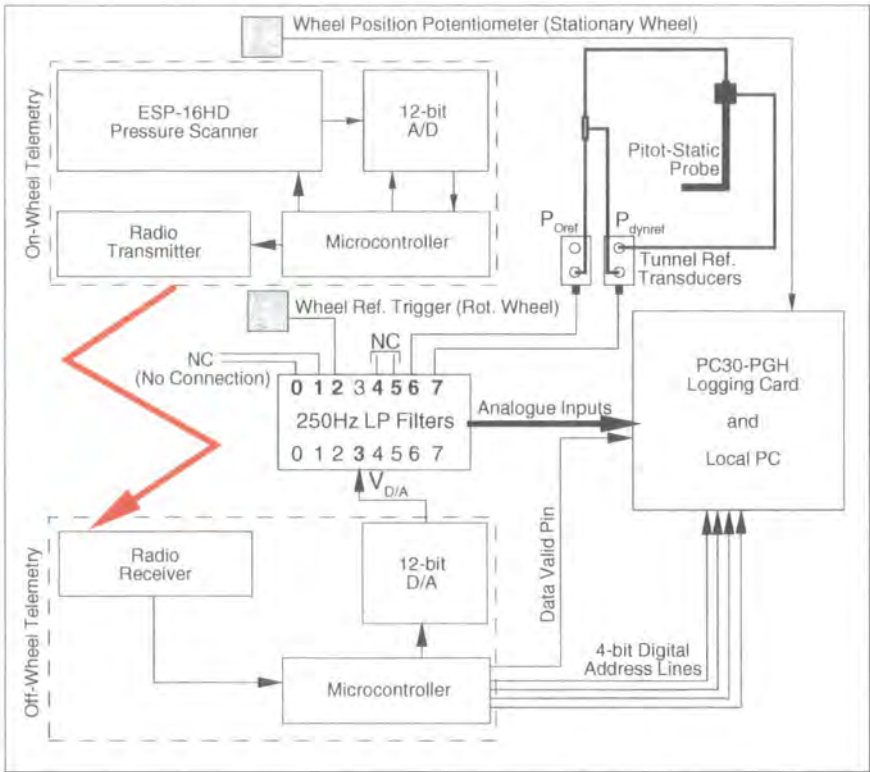 Wheel Position Potentiometer (Stationary Wheel)
On-Wheel Telemetry
ESP-16HD
Pressure Scanner
12-bit
A/D
Radio
Transmitter
Microcontroller
Pitot-Static
Probe
P0ref
Pdynref
Tunnel Ref.
Transducers
Wheel Ref. Trigger (Rot. Wheel)
NC
(No Connection)
NC
0 1 2 3 4 5 6 7
250Hz LP Filters
0 1 2 3 4 5 6 7
Analogue Inputs
PC30-PGH
Logging Card
and
Local PC
VD/A
Off-Wheel Telemetry
Radio
Receiver
12-bit
D/A
Microcontroller
Data Valid Pin
4-bit Digital
Address Lines